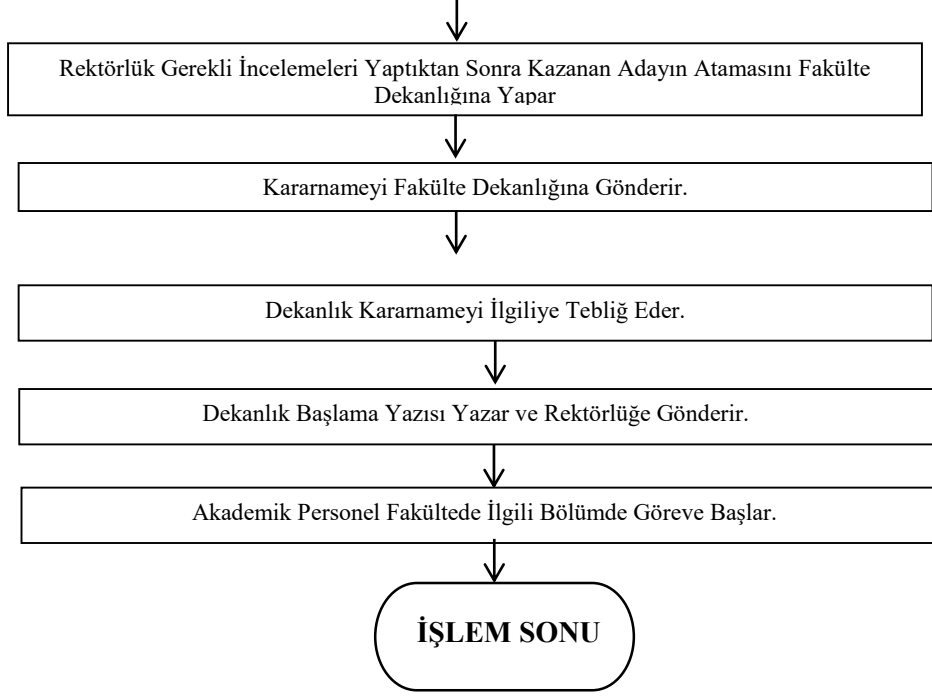 Rektörlük Gerekli İncelemeleri Yaptıktan Sonra Kazanan Adayın Atamasını Fakülte
Dekanlığına Yapar
Kararnameyi Fakülte Dekanlığına Gönderir.
Dekanlık Kararnameyi İlgiliye Tebliğ Eder.
Dekanlık Başlama Yazısı Yazar ve Rektörlüğe Gönderir.
Akademik Personel Fakültede İlgili Bölümde Göreve Başlar.
İŞLEM SONU